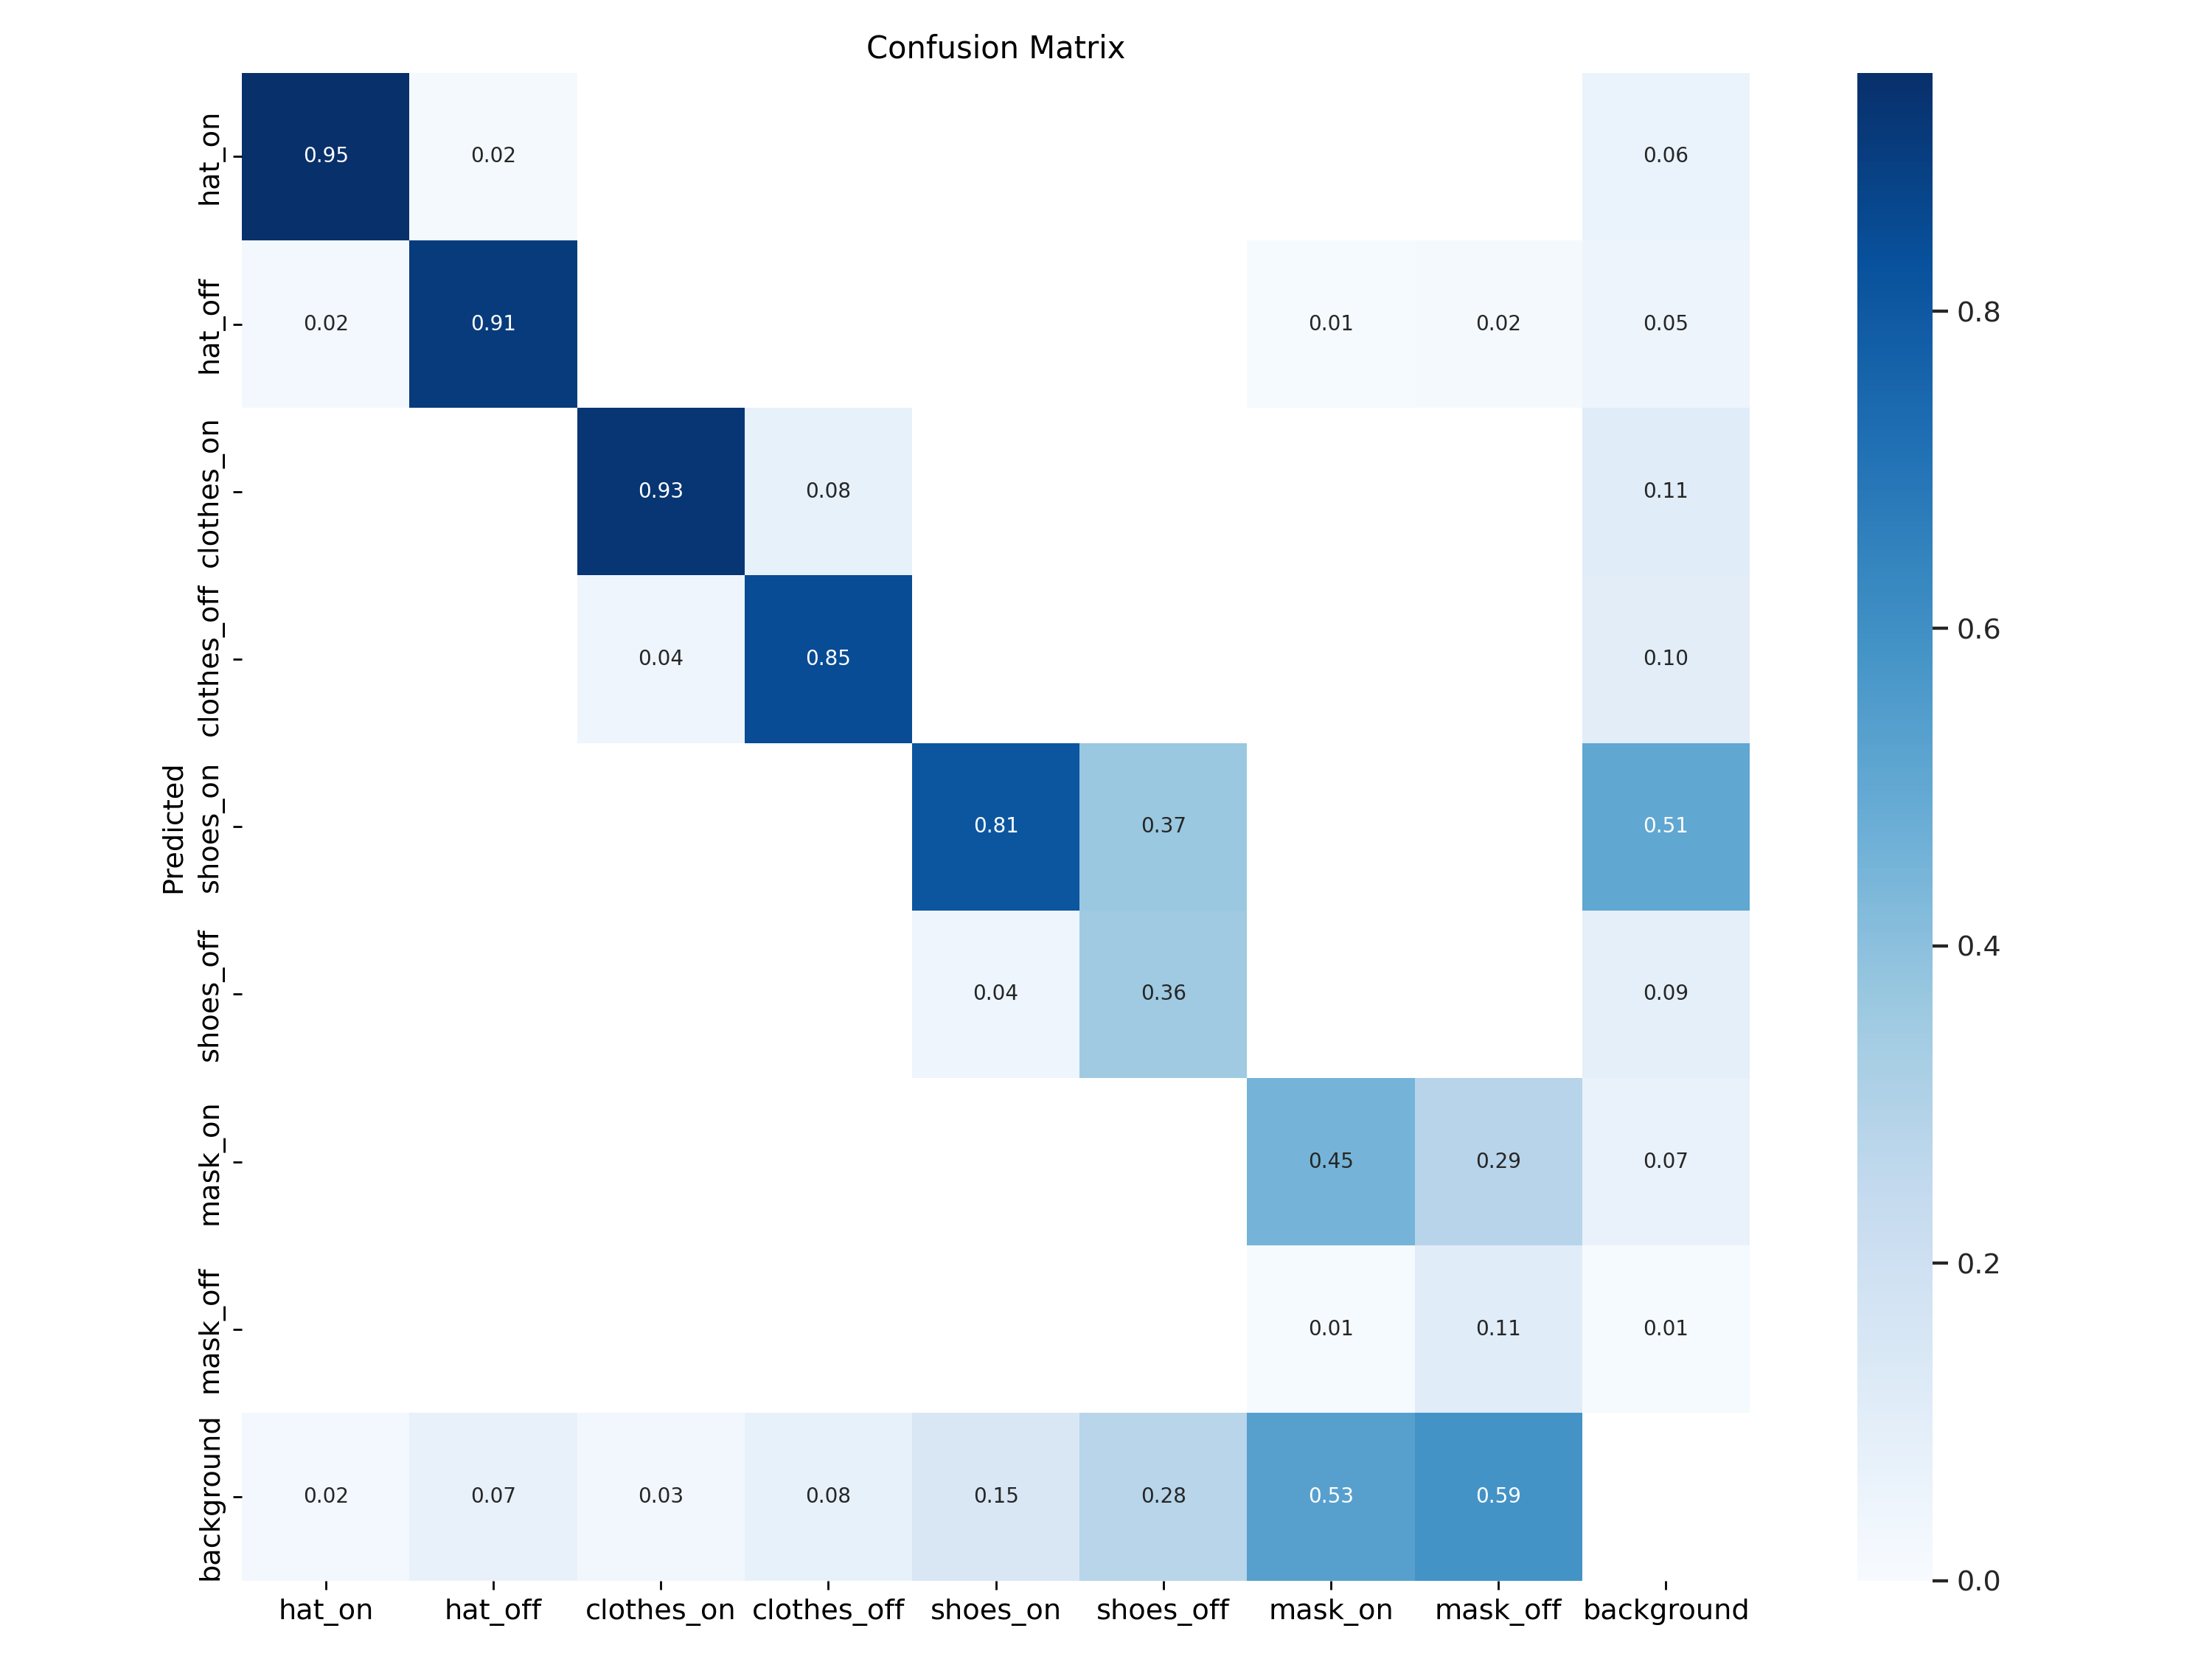 Confusion Matrix
hat_on 0.95 0.02 0.06
hat_off 0.02 0.91 0.01 0.02 0.05 0.8
clothes_on 0.93 0.08 0.11
clothes_off 0.04 0.85 0.10 0.6
Predicted
shoes_on 0.81 0.37 0.51
shoes_off 0.04 0.36 0.09 0.4
mask_on 0.45 0.29 0.07
mask_off 0.01 0.11 0.01 0.2
background 0.02 0.07 0.03 0.08 0.15 0.28 0.53 0.59
0.0
hat_on hat_off clothes_on clothes_off shoes_on shoes_off mask_on mask_off background